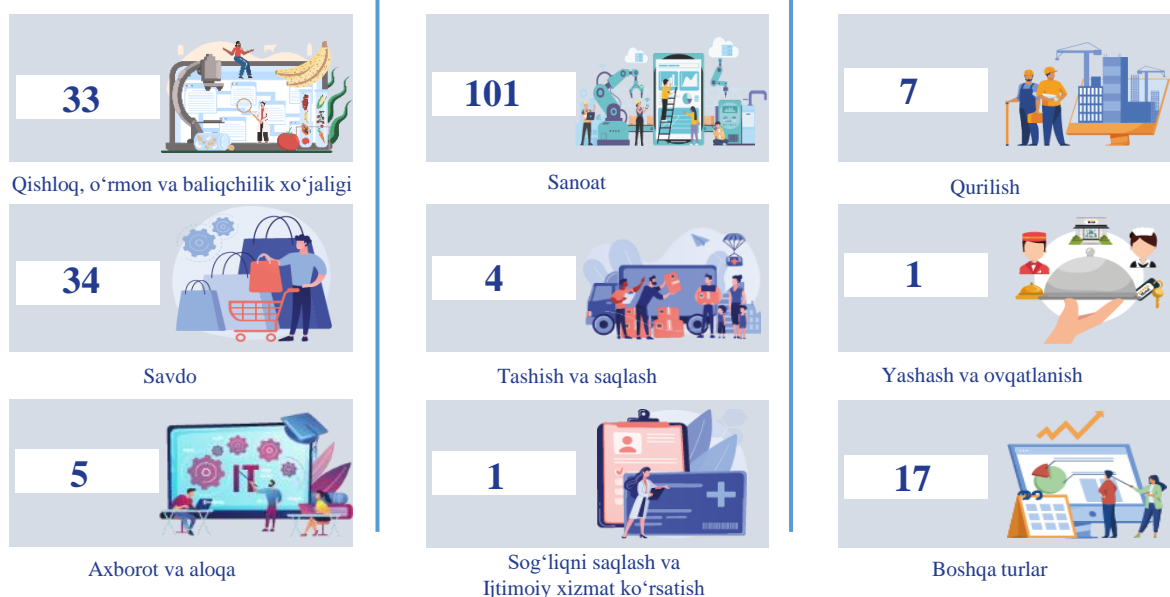 33
101
7
Qishloq, o‘rmon va baliqchilik xo‘jaligi
Sanoat
Qurilish
34
4
1
Savdo
Tashish va saqlash
Yashash va ovqatlanish
5
IT
1
17
Axborot va aloqa
Sog‘liqni saqlash va
Ijtimoiy xizmat ko‘rsatish
Boshqa turlar